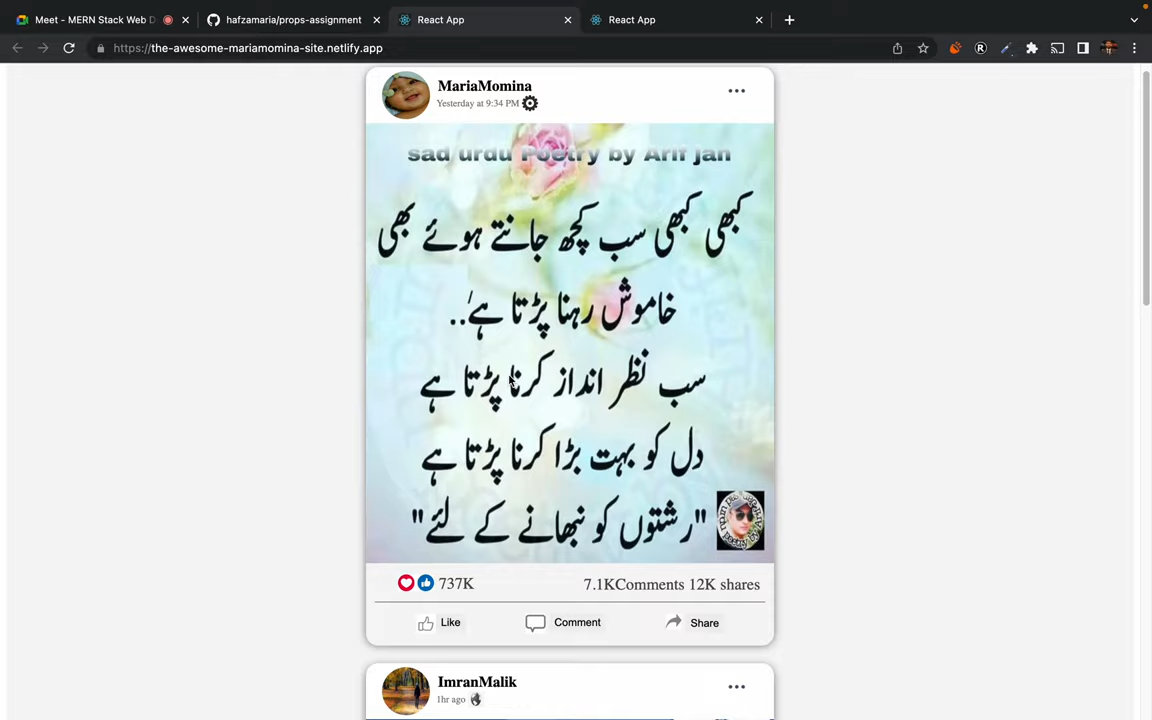 Meet - MERN Stack Web D
hafzamaria/props-assignment
React App
React App
https://the-awesome-mariamomina-site.netlify.app
MariaMomina
Yesterday at 9:34 PM
sad urdu Poetry by Arif jan
کبھی کبھی سب کچھ جانتے ہوئے بھی
خاموش رہنا پڑتا ہے..
سب نظر انداز کرنا پڑتا ہے
دل کو بہت بڑا کرنا پڑتا ہے
"رشتوں کو نبھانے کے لئے"
737K
7.1KComments 12K shares
Like
Comment
Share
ImranMalik
1hr ago